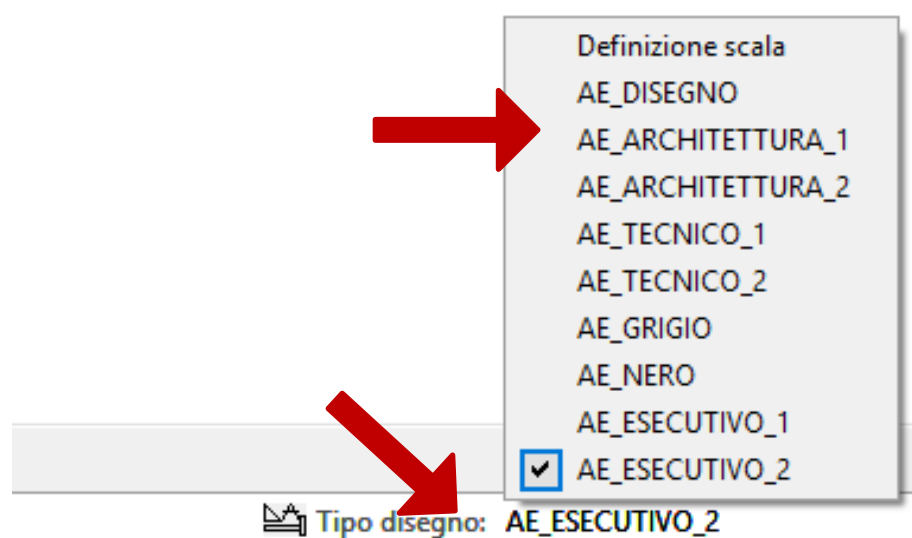 Definizione scala
AE_DISEGNO
AE_ARCHITETTURA_1
AE_ARCHITETTURA_2
AE_TECNICO_1
AE_TECNICO_2
AE_GRIGIO
AE_NERO
AE_ESECUTIVO_1
AE_ESECUTIVO_2
Tipo disegno: AE_ESECUTIVO_2